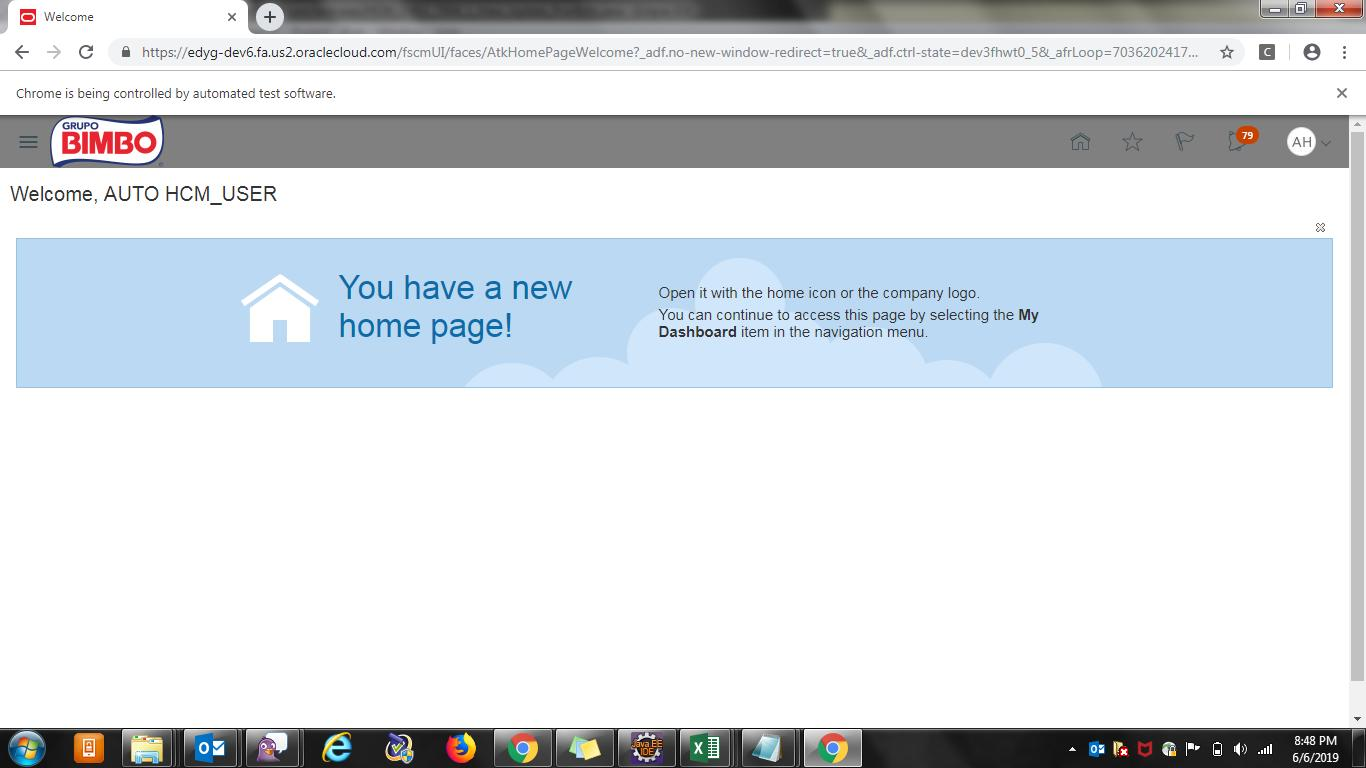 Welcome
https://edyg-dev6.fa.us2.oraclecloud.com/fscmUI/faces/AtkHomePageWelcome?_adf.no-new-window-redirect=true&_adf.ctrl-state=dev3fhwt0_5&_afrLoop=7036202417...
C
Chrome is being controlled by automated test software.
GRUPO
BIMBO
79
AH
Welcome, AUTO HCM_USER
You have a new
home page!
Open it with the home icon or the company logo.
You can continue to access this page by selecting the My
Dashboard item in the navigation menu.
Java EE
IDE
8:48 PM
6/6/2019